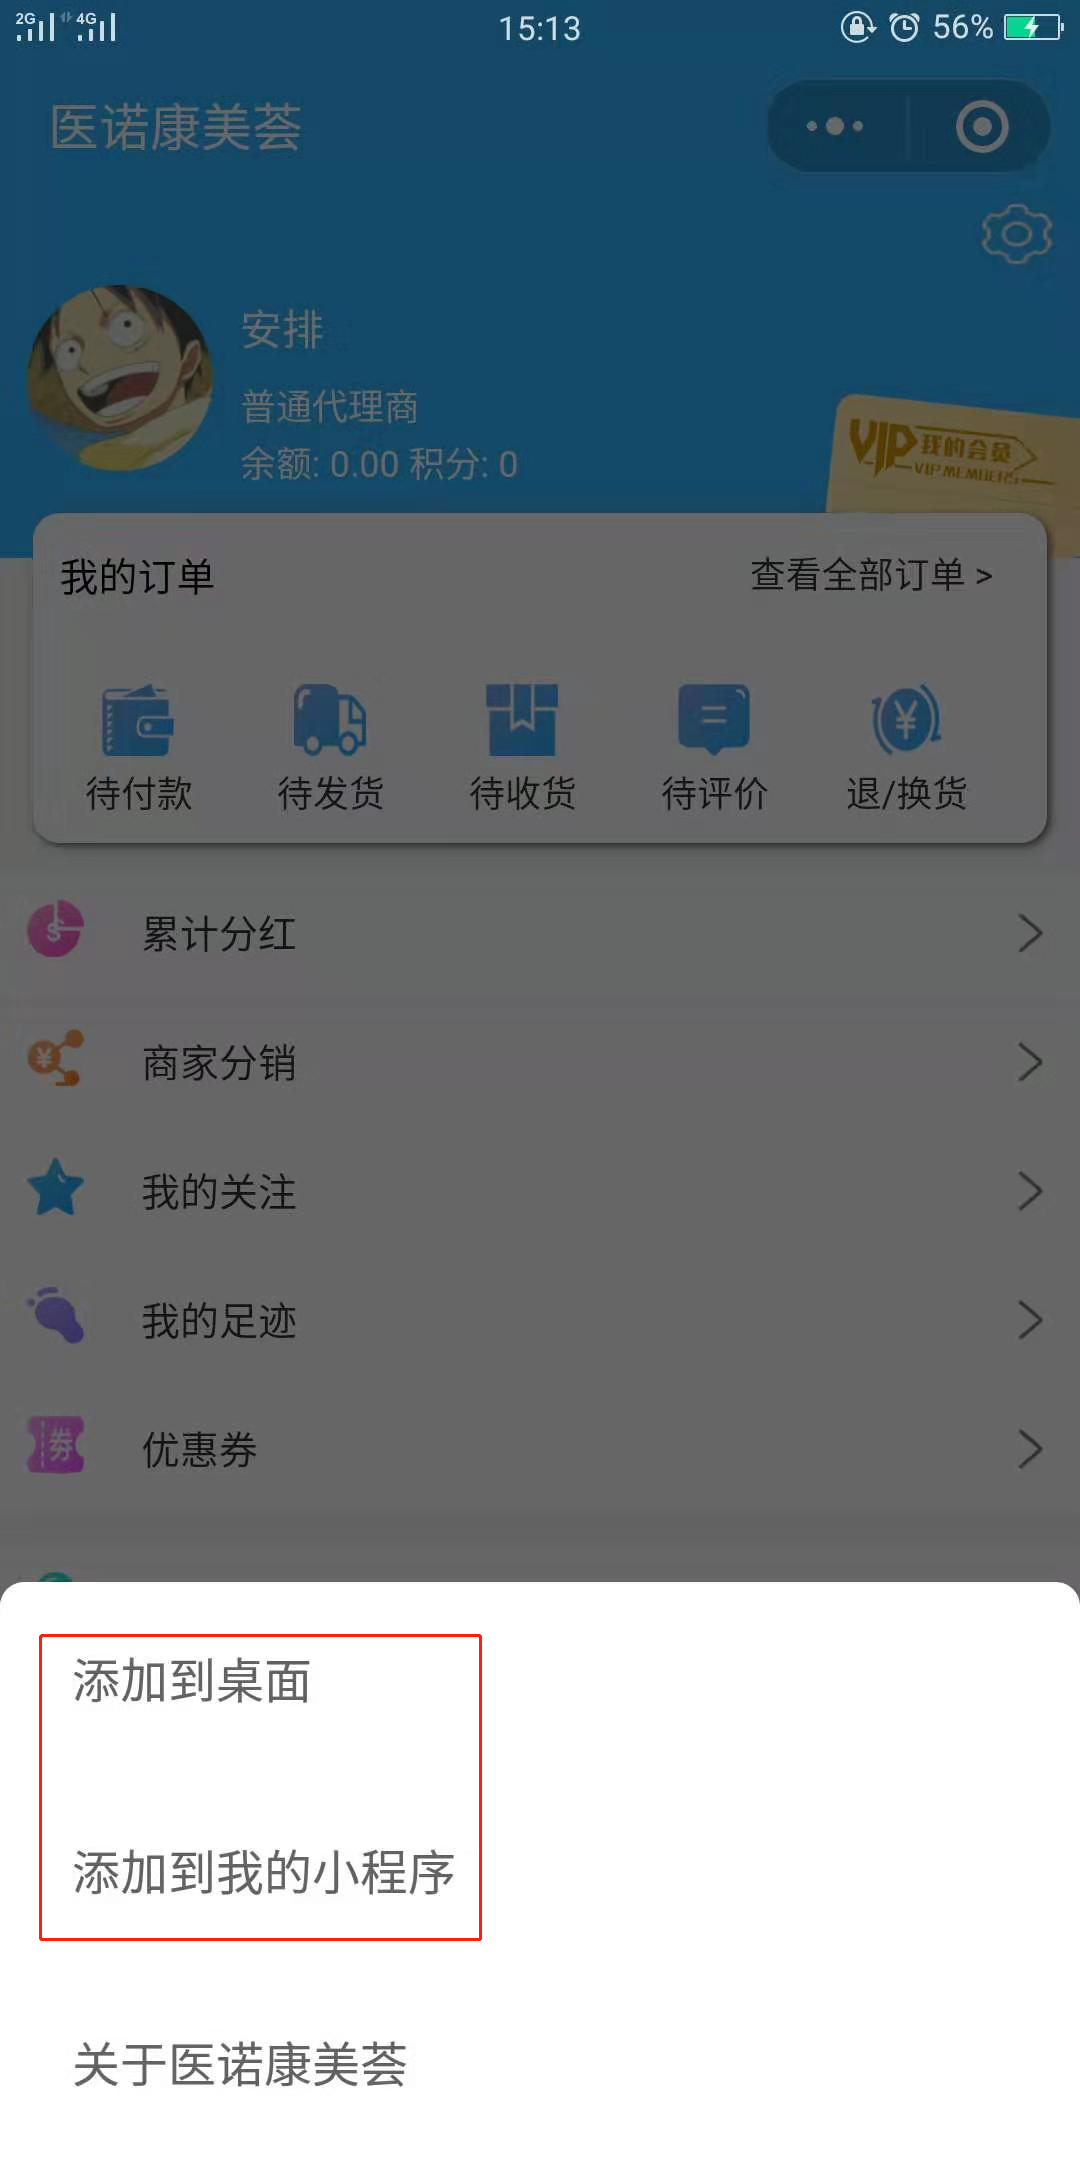 2G 4G 15:13 56%
医诺康美荟
安排
普通代理商
余额: 0.00 积分: 0
VIP 我的会员
VIP MEMBERS
我的订单 查看全部订单 >
待付款 待发货 待收货 待评价 退/换货
累计分红
商家分销
我的关注
我的足迹
券 优惠券
添加到桌面
添加到我的小程序
关于医诺康美荟